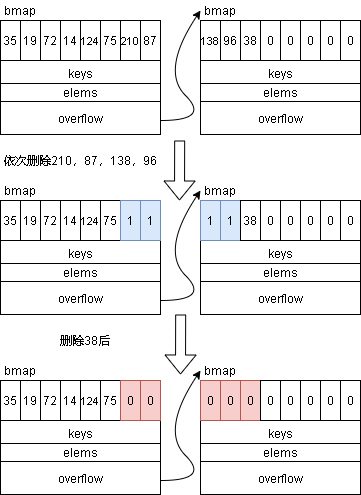 bmap bmap
35 19 72 14 124 75 210 87 138 96 38 0 0 0 0 0
keys keys
elems elems
overflow overflow
依次删除210，87，138，96
bmap bmap
35 19 72 14 124 75 1 1 1 1 38 0 0 0 0 0
keys keys
elems elems
overflow overflow
删除38后
bmap bmap
35 19 72 14 124 75 0 0 0 0 0 0 0 0 0 0
keys keys
elems elems
overflow overflow